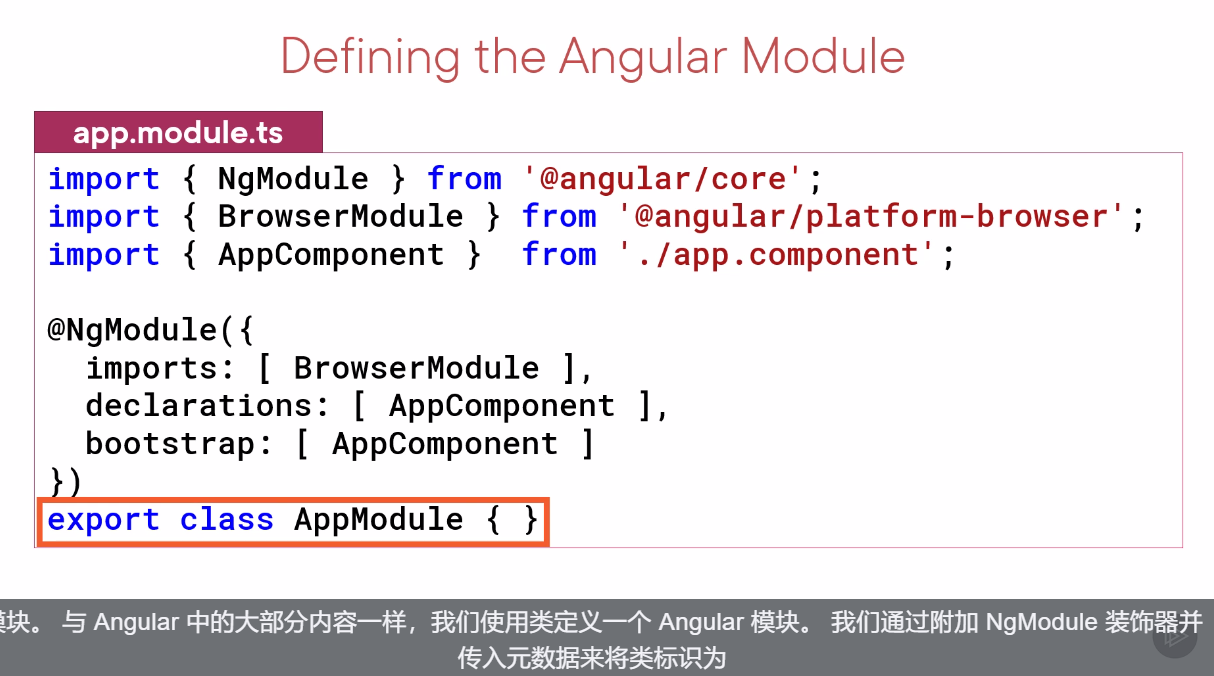 Defining the Angular Module
app.module.ts
import { NgModule } from '@angular/core';
import { BrowserModule } from '@angular/platform-browser';
import { AppComponent }  from './app.component';
@NgModule({
  imports: [ BrowserModule ],
  declarations: [ AppComponent ],
  bootstrap: [ AppComponent ]
})
export class AppModule { }
模块。 与 Angular 中的大部分内容一样，我们使用类定义一个 Angular 模块。 我们通过附加 NgModule 装饰器并
传入元数据来将类标识为